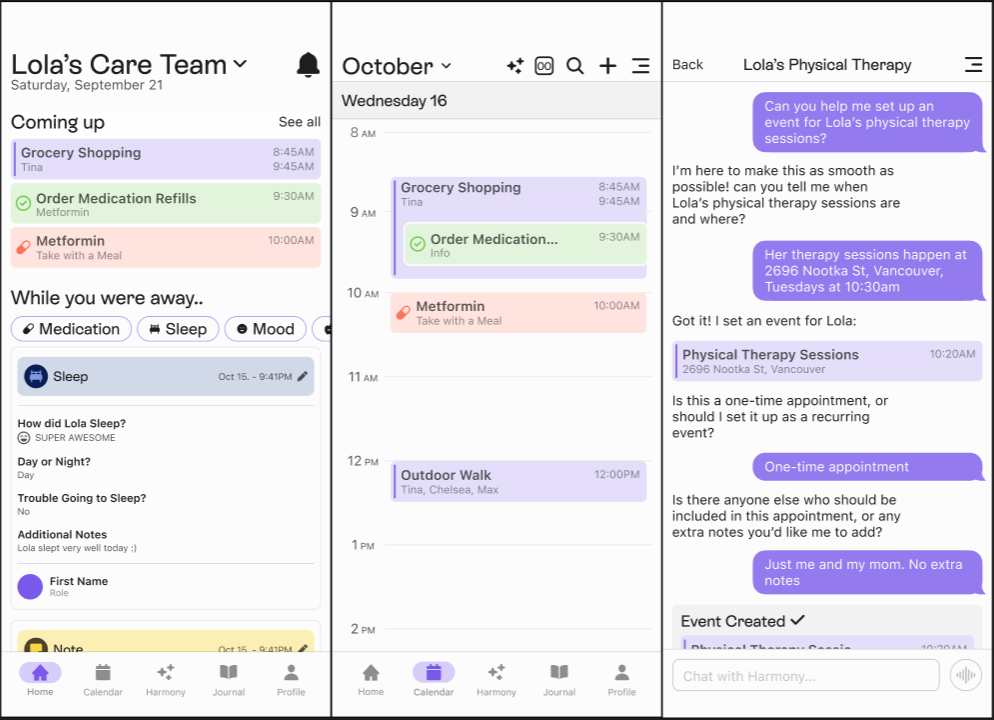 Lola's Care Team
Saturday, September 21
Coming up
See all
Grocery Shopping
8:45AM
Tina
9:45AM
Order Medication Refills
9:30AM
Metformin
Metformin
10:00AM
Take with a Meal
While you were away..
Medication
Sleep
Mood
Sleep
Oct 15. - 9:41PM
How did Lola Sleep?
SUPER AWESOME
Day or Night?
Day
Trouble Going to Sleep?
No
Additional Notes
Lola slept very well today :)
First Name
Role
Note
Oct 15. - 9:41PM
Home
Calendar
Harmony
Journal
Profile
October
Wednesday 16
8 AM
Grocery Shopping
8:45AM
Tina
9:45AM
9 AM
Order Medication...
9:30AM
Info
10 AM
Metformin
10:00AM
Take with a Meal
11 AM
12 PM
Outdoor Walk
12:00PM
Tina, Chelsea, Max
1 PM
2 PM
Home
Calendar
Harmony
Journal
Profile
Back
Lola's Physical Therapy
Can you help me set up an
event for Lola's physical therapy
sessions?
I'm here to make this as smooth as
possible! can you tell me when
Lola's physical therapy sessions are
and where?
Her therapy sessions happen at
2696 Nootka St, Vancouver,
Tuesdays at 10:30am
Got it! I set an event for Lola:
Physical Therapy Sessions
10:20AM
2696 Nootka St, Vancouver
Is this a one-time appointment, or
should I set it up as a recurring
event?
One-time appointment
Is there anyone else who should be
included in this appointment, or any
extra notes you'd like me to add?
Just me and my mom. No extra
notes
Event Created
Physical Therapy Sessio
10:20AM
Chat with Harmony...